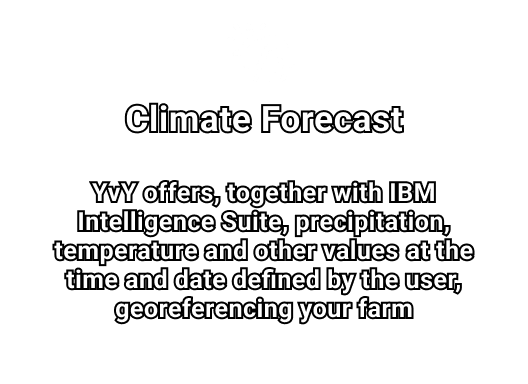 Climate Forecast
YvY offers, together with IBM
Intelligence Suite, precipitation,
temperature and other values at the
time and date defined by the user,
georeferencing your farm